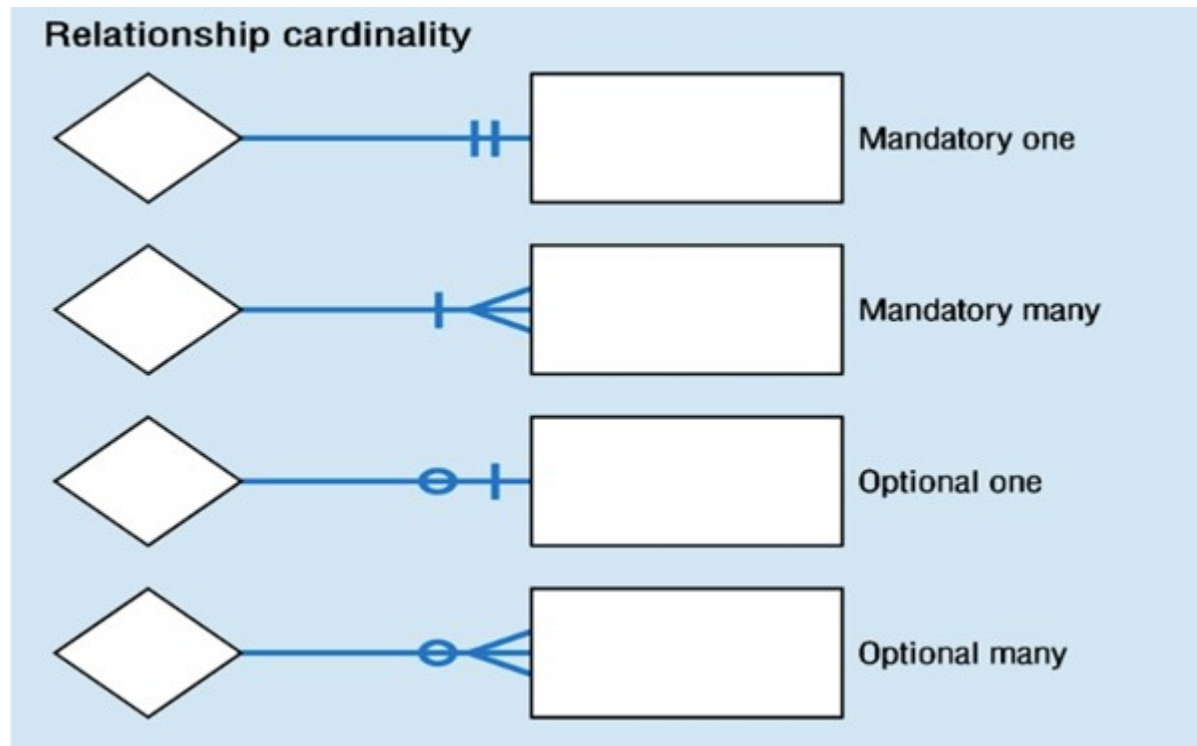 Relationship cardinality
Mandatory one
Mandatory many
Optional one
Optional many